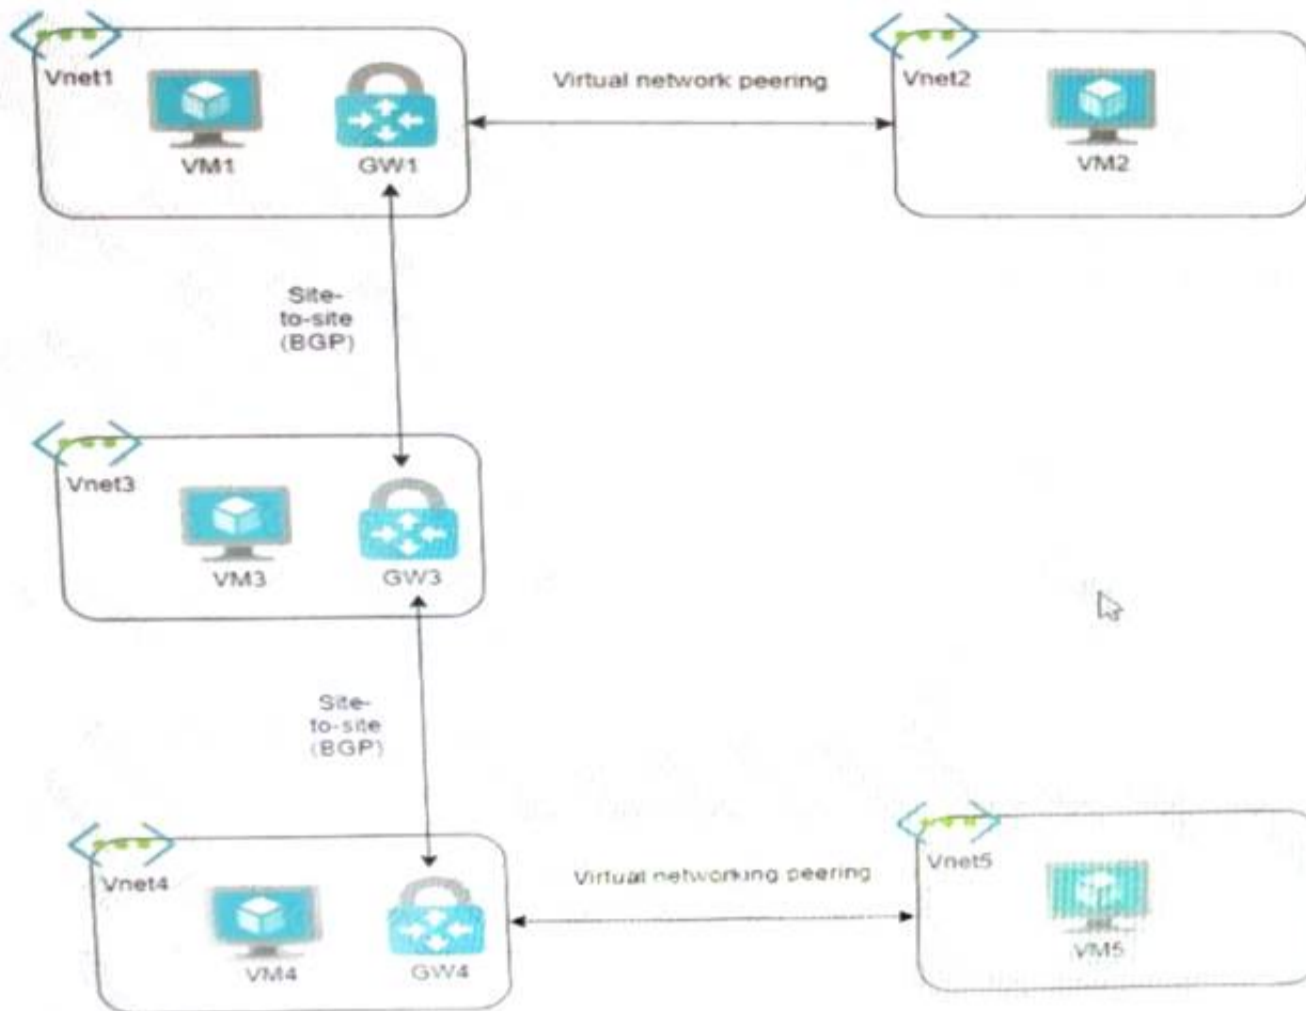 Vnet1
VM1
GW1
Virtual network peering
Vnet2
VM2
Site-
to-site
(BGP)
Vnet3
VM3
GW3
Site-
to-site
(BGP)
Vnet4
VM4
GW4
Virtual networking peering
Vnet5
VM5